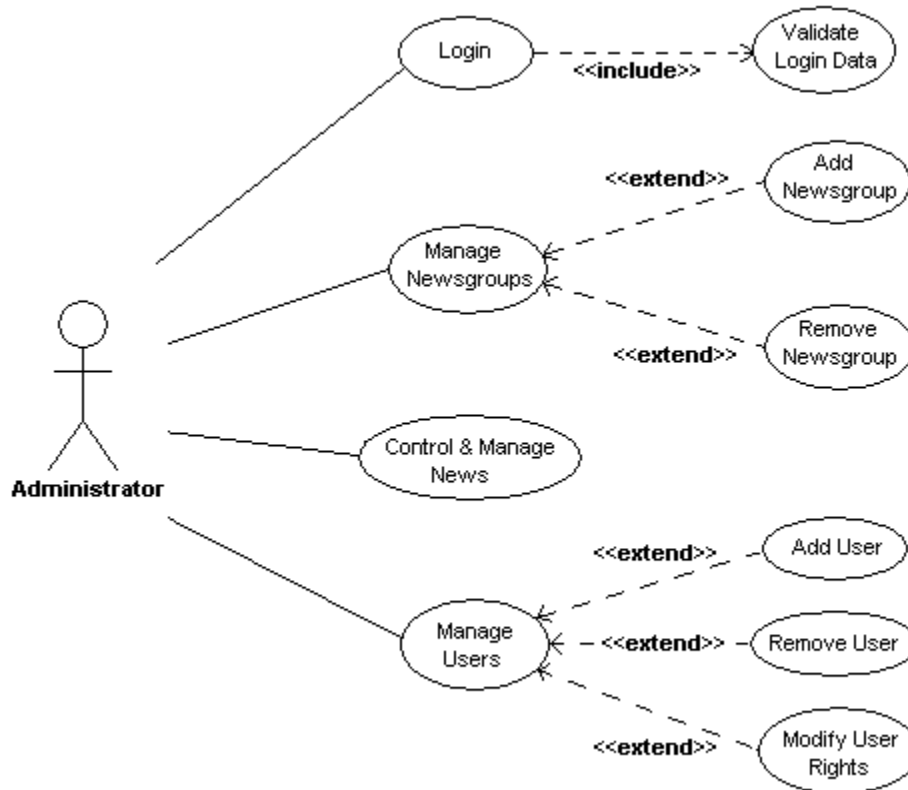 Login
<<include>>
Validate
Login Data
<<extend>>
Add
Newsgroup
Manage
Newsgroups
<<extend>>
Remove
Newsgroup
Administrator
Control & Manage
News
<<extend>>
Add User
Manage
Users
<<extend>>
Remove User
<<extend>>
Modify User
Rights